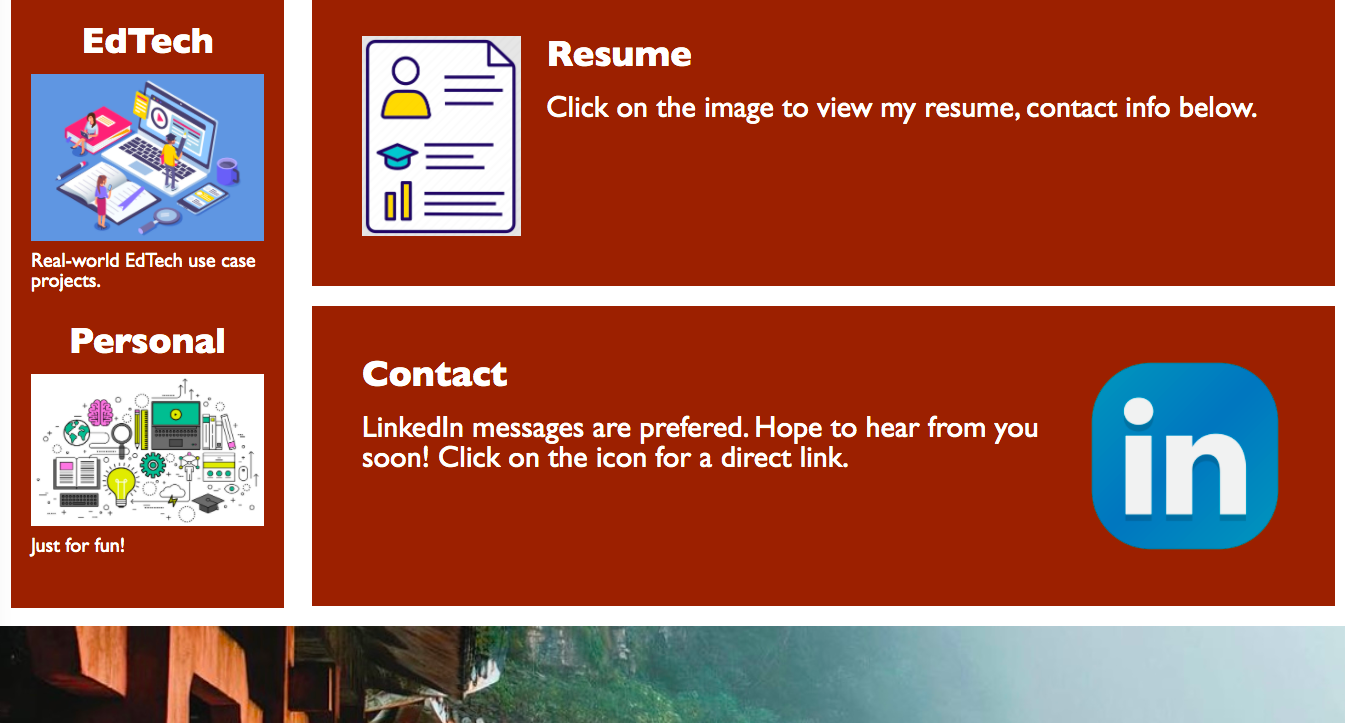 EdTech
Real-world EdTech use case
projects.
Personal
Just for fun!
Resume
Click on the image to view my resume, contact info below.
Contact
LinkedIn messages are prefered. Hope to hear from you
soon! Click on the icon for a direct link.
in